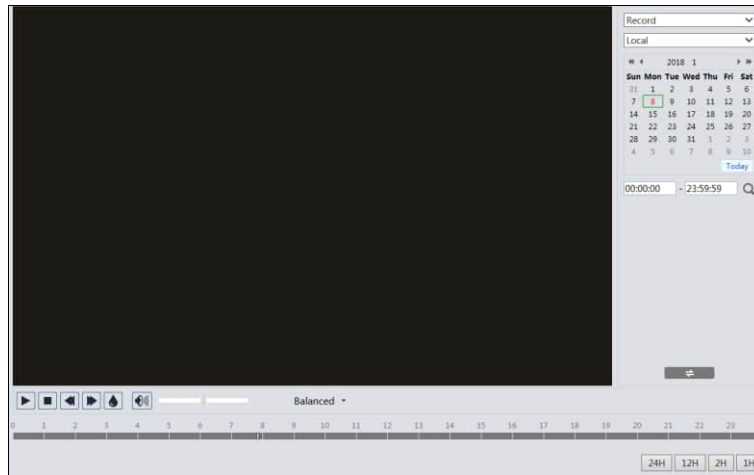 Record
Local
2018 1
Sun Mon Tue Wed Thu Fri Sat
31 1 2 3 4 5 6
7 8 9 10 11 12 13
14 15 16 17 18 19 20
21 22 23 24 25 26 27
28 29 30 31 1 2 3
4 5 6 7 8 9 10
Today
00:00:00 - 23:59:59
Balanced
0 1 2 3 4 5 6 7 8 9 10 11 12 13 14 15 16 17 18 19 20 21 22 23
24H 12H 2H 1H